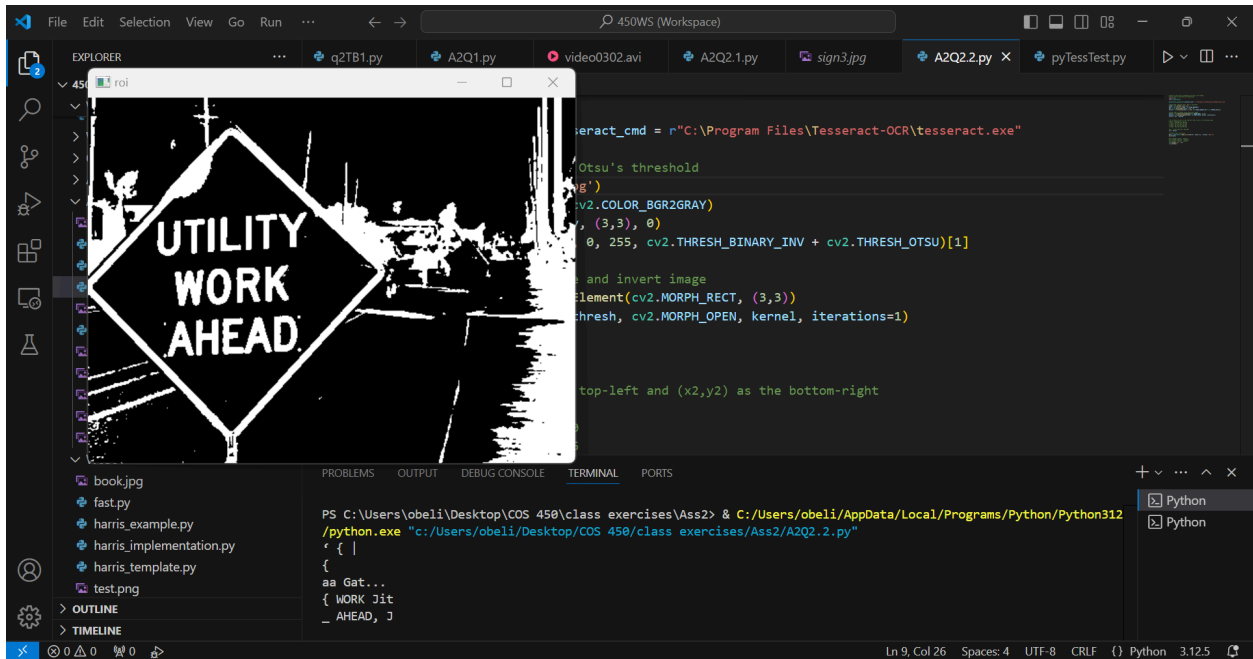 File Edit Selection View Go Run ··· ← → 450WS (Workspace)
EXPLORER ···
q2TB1.py A2Q1.py video0302.avi A2Q2.1.py sign3.jpg A2Q2.2.py × pyTessTest.py ···
2
450
roi
UTILITY
WORK
AHEAD
seract_cmd = r"C:\Program Files\Tesseract-OCR\tesseract.exe"
Otsu's threshold
g')
cv2.COLOR_BGR2GRAY)
, (3,3), 0)
0, 255, cv2.THRESH_BINARY_INV + cv2.THRESH_OTSU)[1]
and invert image
Element(cv2.MORPH_RECT, (3,3))
thresh, cv2.MORPH_OPEN, kernel, iterations=1)
top-left and (x2,y2) as the bottom-right
book.jpg
fast.py
harris_example.py
harris_implementation.py
harris_template.py
test.png
OUTLINE
TIMELINE
PROBLEMS OUTPUT DEBUG CONSOLE TERMINAL PORTS
PS C:\Users\obeli\Desktop\COS 450\class exercises\Ass2> & C:/Users/obeli/AppData/Local/Programs/Python/Python312
/python.exe "c:/Users/obeli/Desktop/COS 450/class exercises/Ass2/A2Q2.2.py"
‘ { |
{
aa Gat...
{ WORK Jit
_ AHEAD, J
Python
Python
0 0 0 Ln 9, Col 26 Spaces: 4 UTF-8 CRLF {} Python 3.12.5